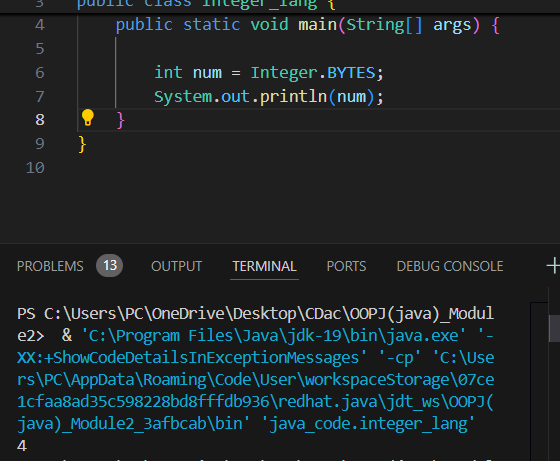 3 public class integer_lang {
4 public static void main(String[] args) {
5
6 int num = Integer.BYTES;
7 System.out.println(num);
8 }
9 }
10
PROBLEMS 13 OUTPUT TERMINAL PORTS DEBUG CONSOLE
PS C:\Users\PC\OneDrive\Desktop\CDac\OOPJ(java)_Modul
e2> & 'C:\Program Files\Java\jdk-19\bin\java.exe' '-
XX:+ShowCodeDetailsInExceptionMessages' '-cp' 'C:\Use
rs\PC\AppData\Roaming\Code\User\workspaceStorage\07ce
1cfaa8ad35c598228bd8fffdb936\redhat.java\jdt_ws\OOPJ(
java)_Module2_3afbcab\bin' 'java_code.integer_lang'
4